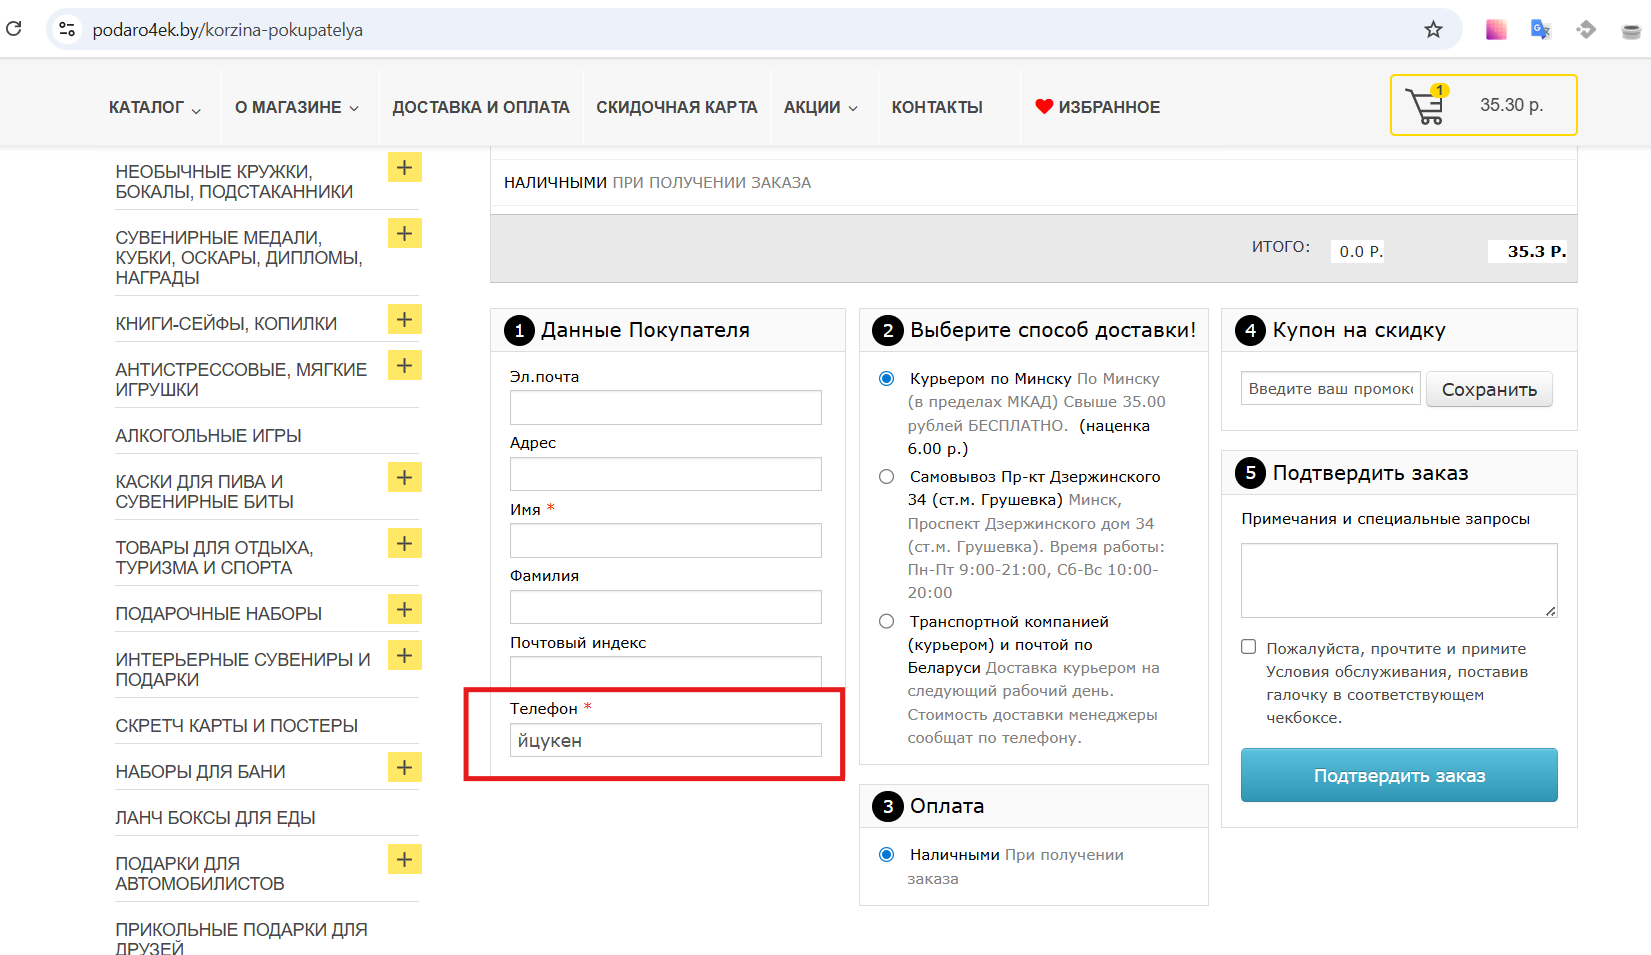 podaro4ek.by/korzina-pokupatelya
КАТАЛОГ
О МАГАЗИНЕ
ДОСТАВКА И ОПЛАТА
СКИДОЧНАЯ КАРТА
АКЦИИ
КОНТАКТЫ
ИЗБРАННОЕ
1
35.30 р.
НЕОБЫЧНЫЕ КРУЖКИ,
БОКАЛЫ, ПОДСТАКАННИКИ
СУВЕНИРНЫЕ МЕДАЛИ,
КУБКИ, ОСКАРЫ, ДИПЛОМЫ,
НАГРАДЫ
КНИГИ-СЕЙФЫ, КОПИЛКИ
АНТИСТРЕССОВЫЕ, МЯГКИЕ
ИГРУШКИ
АЛКОГОЛЬНЫЕ ИГРЫ
КАСКИ ДЛЯ ПИВА И
СУВЕНИРНЫЕ БИТЫ
ТОВАРЫ ДЛЯ ОТДЫХА,
ТУРИЗМА И СПОРТА
ПОДАРОЧНЫЕ НАБОРЫ
ИНТЕРЬЕРНЫЕ СУВЕНИРЫ И
ПОДАРКИ
СКРЕТЧ КАРТЫ И ПОСТЕРЫ
НАБОРЫ ДЛЯ БАНИ
ЛАНЧ БОКСЫ ДЛЯ ЕДЫ
ПОДАРКИ ДЛЯ
АВТОМОБИЛИСТОВ
ПРИКОЛЬНЫЕ ПОДАРКИ ДЛЯ
ДРУЗЕЙ
НАЛИЧНЫМИ ПРИ ПОЛУЧЕНИИ ЗАКАЗА
ИТОГО: 0.0 Р. 35.3 Р.
1 Данные Покупателя
Эл.почта
Адрес
Имя *
Фамилия
Почтовый индекс
Телефон *
йцукен
2 Выберите способ доставки!
Курьером по Минску По Минску
(в пределах МКАД) Свыше 35.00
рублей БЕСПЛАТНО. (наценка
6.00 р.)
Самовывоз Пр-кт Дзержинского
34 (ст.м. Грушевка) Минск,
Проспект Дзержинского дом 34
(ст.м. Грушевка). Время работы:
Пн-Пт 9:00-21:00, Сб-Вс 10:00-
20:00
Транспортной компанией
(курьером) и почтой по
Беларуси Доставка курьером на
следующий рабочий день.
Стоимость доставки менеджеры
сообщат по телефону.
3 Оплата
Наличными При получении
заказа
4 Купон на скидку
Введите ваш промокс
Сохранить
5 Подтвердить заказ
Примечания и специальные запросы
Пожалуйста, прочтите и примите
Условия обслуживания, поставив
галочку в соответствующем
чекбоксе.
Подтвердить заказ